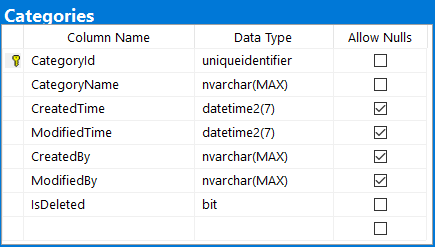 Categories
Column Name Data Type Allow Nulls
CategoryId uniqueidentifier
CategoryName nvarchar(MAX)
CreatedTime datetime2(7)
ModifiedTime datetime2(7)
CreatedBy nvarchar(MAX)
ModifiedBy nvarchar(MAX)
IsDeleted bit